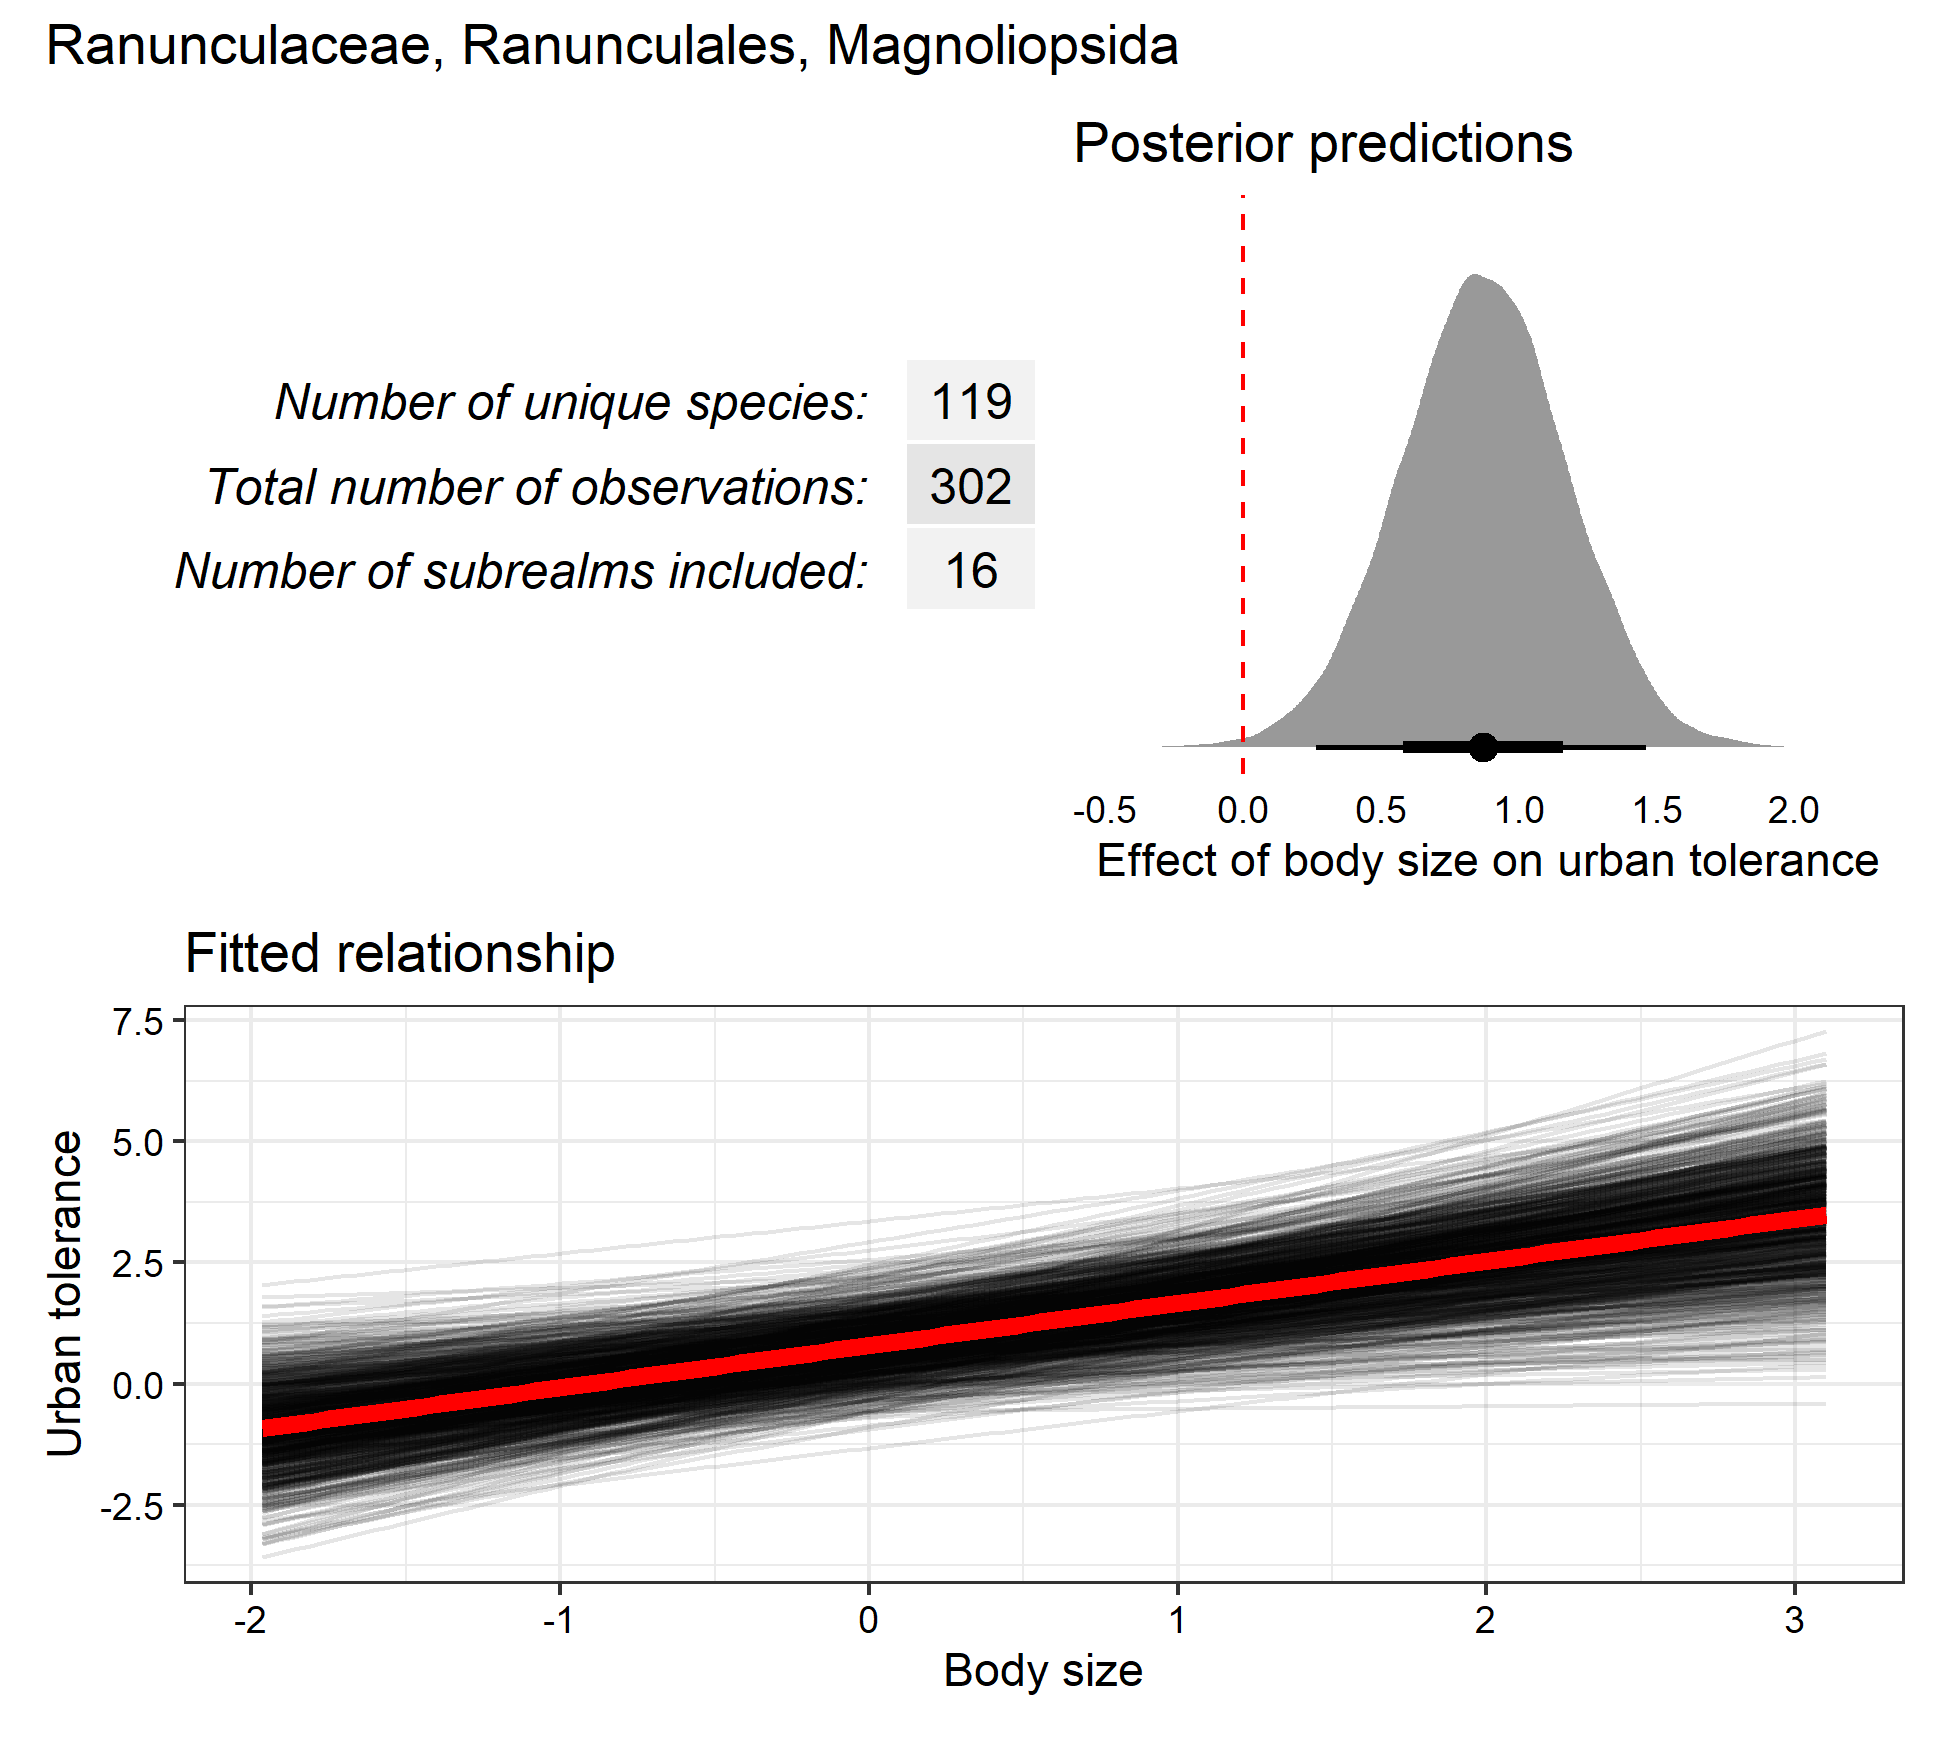 Ranunculaceae, Ranunculales, Magnoliopsida
Number of unique species: 119
Total number of observations: 302
Number of subrealms included: 16
Posterior predictions
-0.5 0.0 0.5 1.0 1.5 2.0
Effect of body size on urban tolerance
Fitted relationship
Urban tolerance
7.5
5.0
2.5
0.0
-2.5
-2 -1 0 1 2 3
Body size